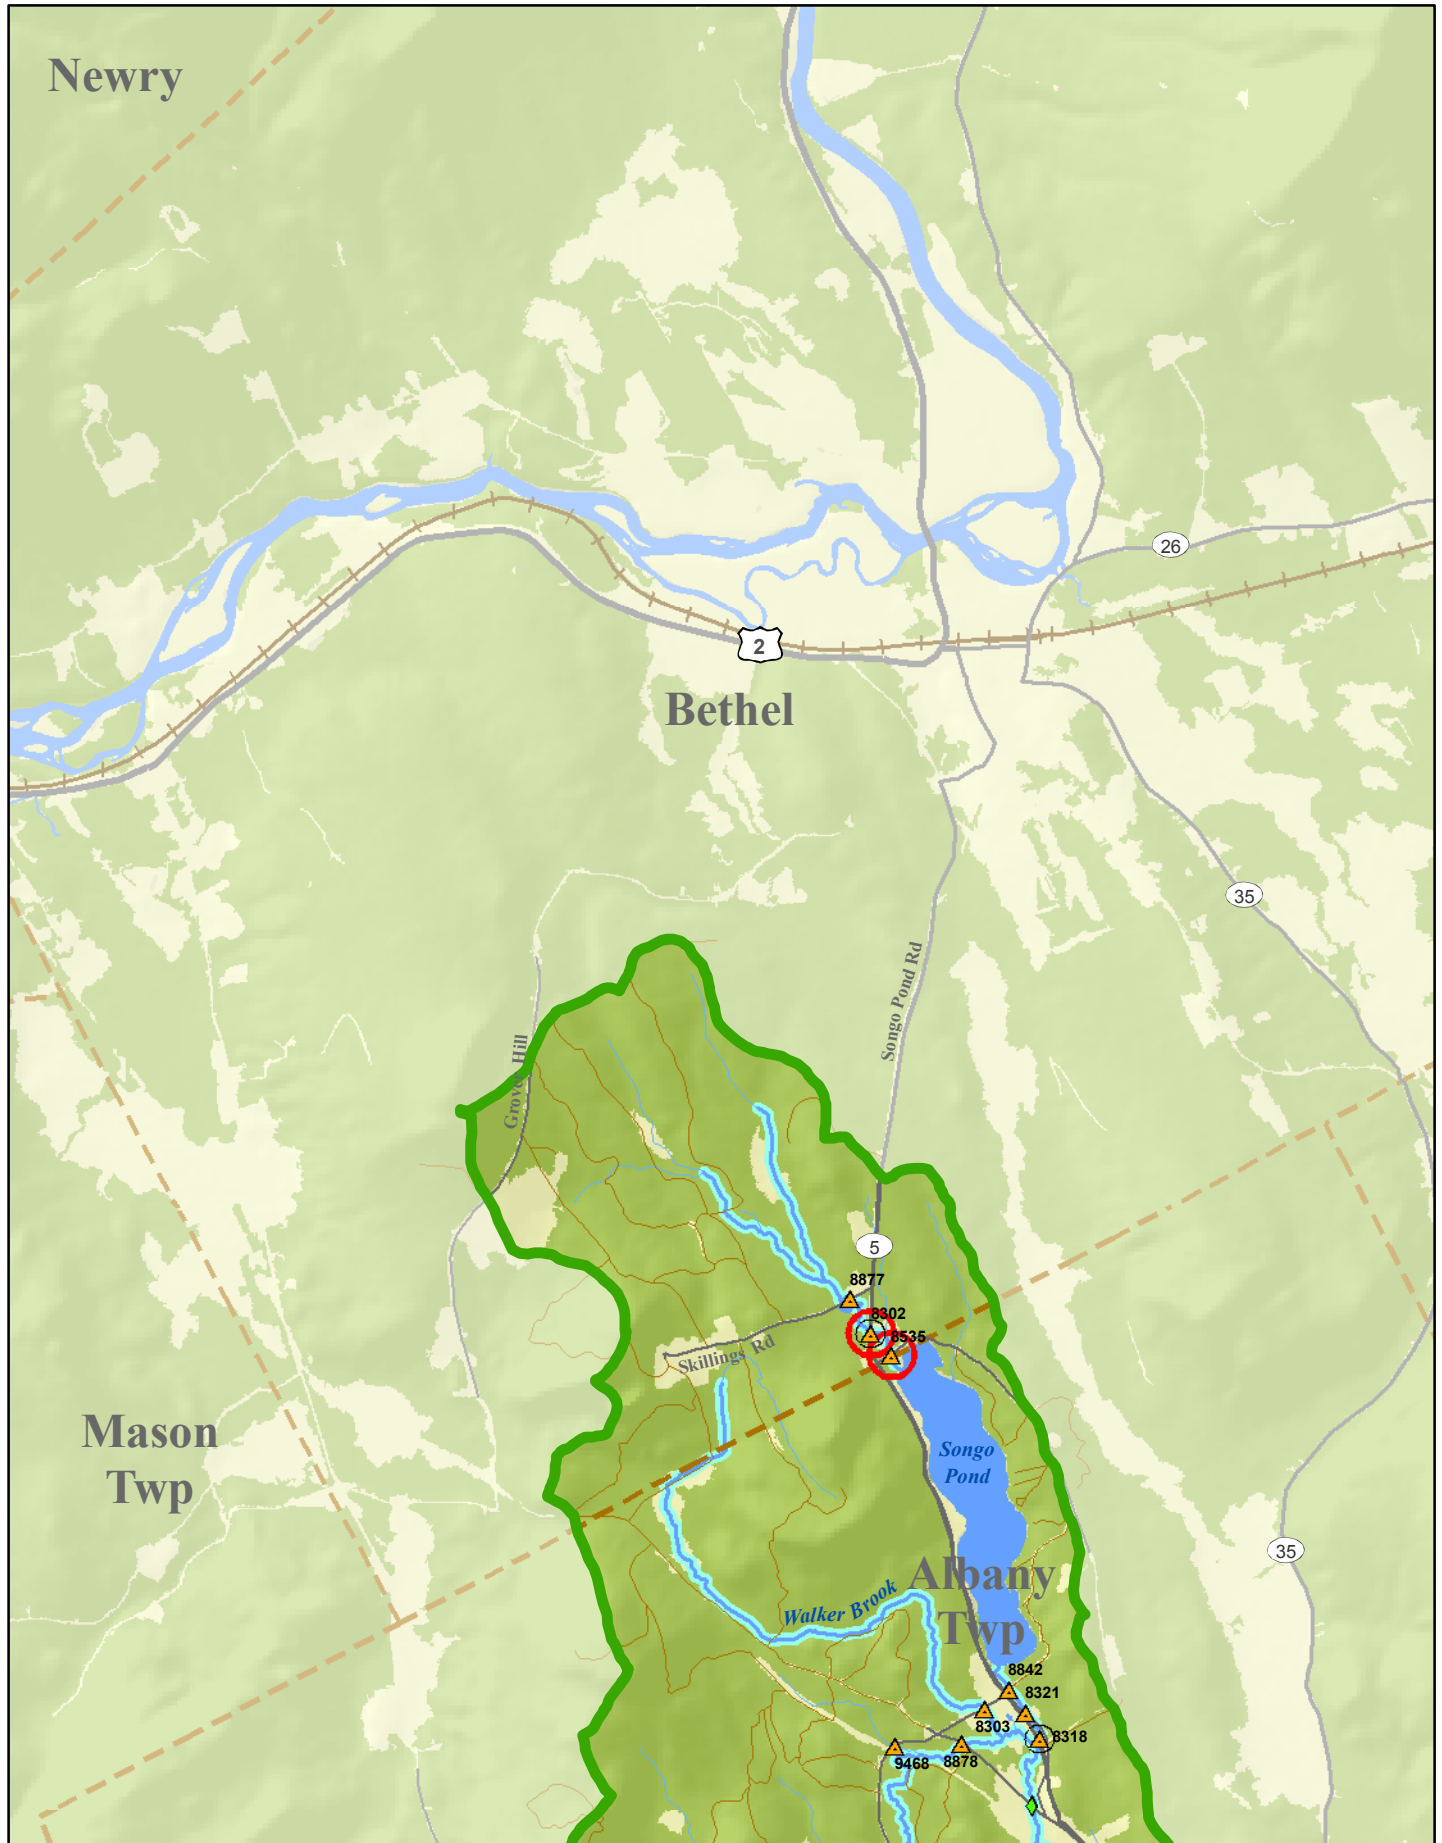 Newry
26
2
Bethel
35
Songo Pond Rd
Grover Hill
5
8877
8302
8535
Skillings Rd
Mason
Twp
Songo
Pond
35
Albany
Twp
Walker Brook
8842
8321
8303
8318
9468
8878